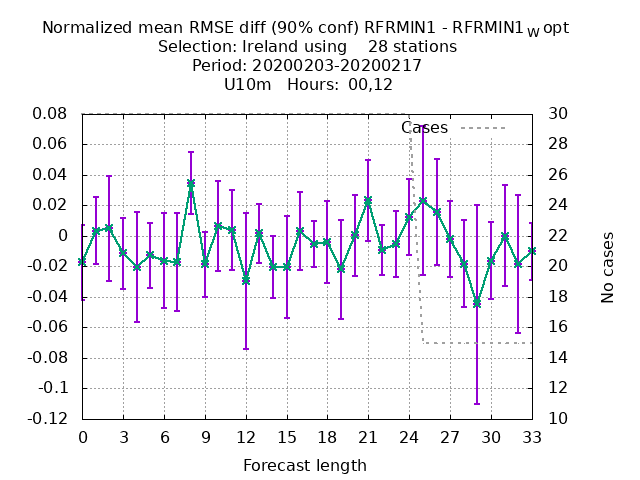 Normalized mean RMSE diff (90% conf) RFRMIN1 - RFRMIN1wopt
Selection: Ireland using    28 stations
Period: 20200203-20200217
U10m   Hours:  00,12
Cases
0.08
0.06
0.04
0.02
0
-0.02
-0.04
-0.06
-0.08
-0.1
-0.12
30
28
26
24
22
20
18
16
14
12
10
No cases
0 3 6 9 12 15 18 21 24 27 30 33
Forecast length